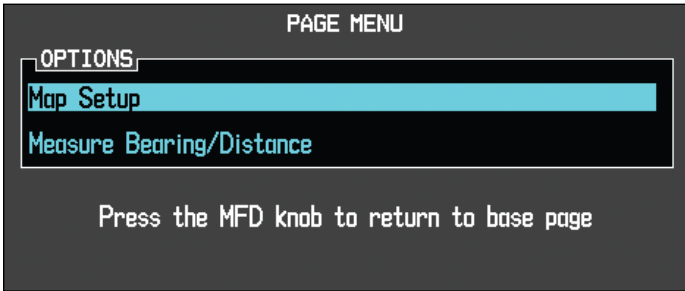 PAGE MENU
OPTIONS
Map Setup
Measure Bearing/Distance
Press the MFD knob to return to base page